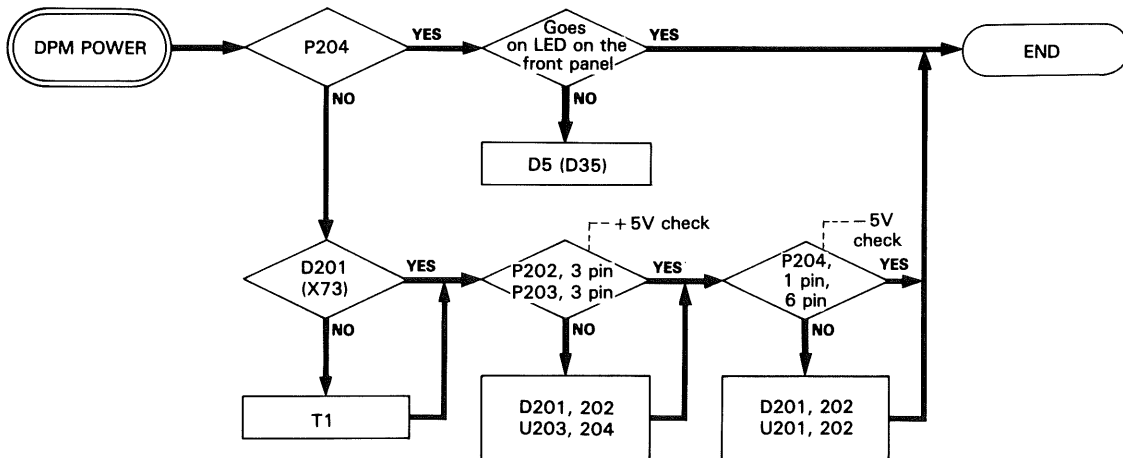 DPM POWER
P204
YES
NO
Goes
on LED on the
front panel
YES
NO
END
D5 (D35)
D201
(X73)
YES
NO
T1
+5V check
P202, 3 pin
P203, 3 pin
YES
NO
D201, 202
U203, 204
-5V
check
P204,
1 pin,
6 pin
YES
NO
D201, 202
U201, 202